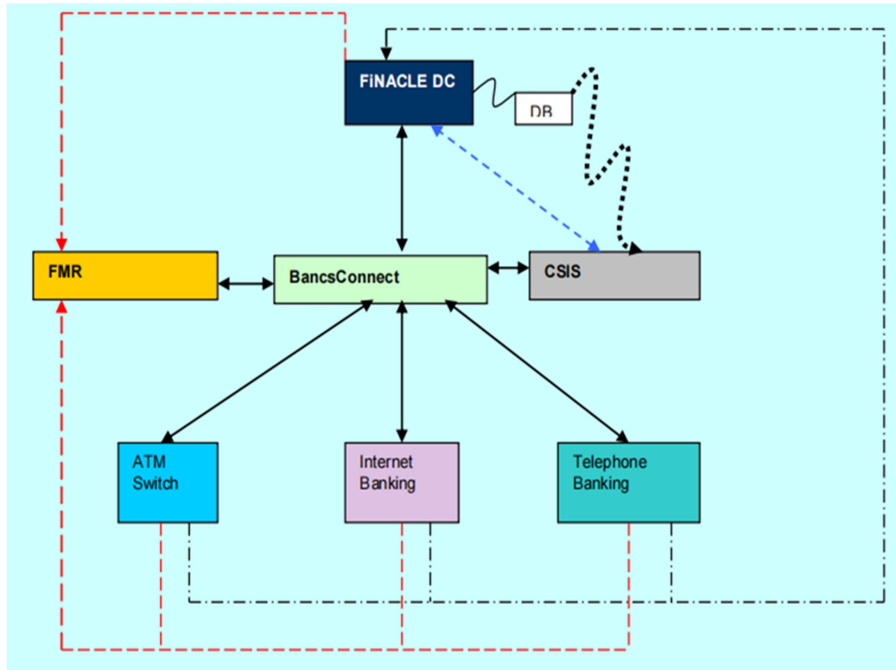 FiNACLE DC
DB
FMR
BancsConnect
CSIS
ATM
Switch
Internet
Banking
Telephone
Banking